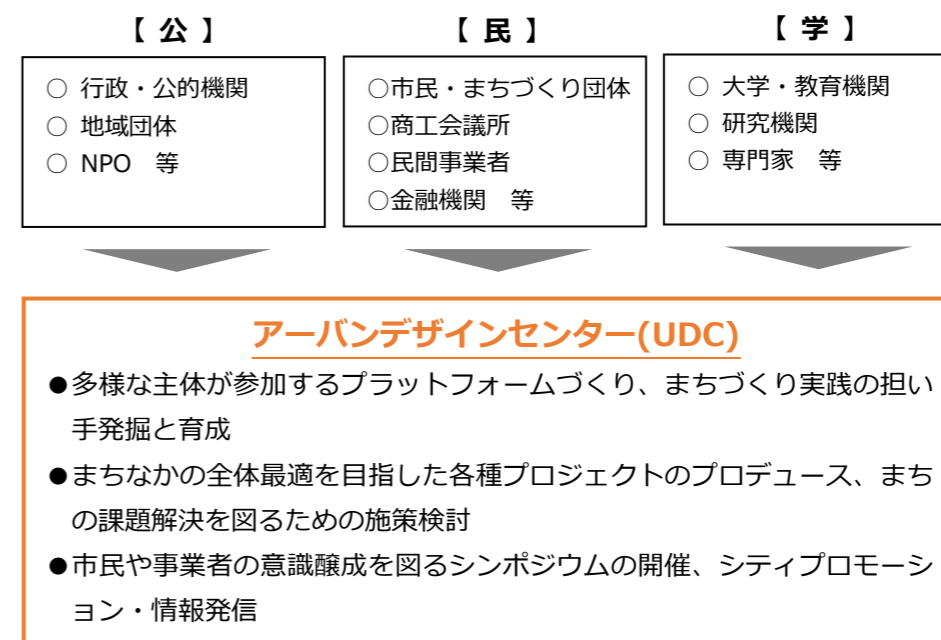 【 公 】
○ 行政・公的機関
○ 地域団体
○ NPO 等
【 民 】
○市民・まちづくり団体
○商工会議所
○民間事業者
○金融機関 等
【 学 】
○ 大学・教育機関
○ 研究機関
○ 専門家 等
アーバンデザインセンター(UDC)
●多様な主体が参加するプラットフォームづくり、まちづくり実践の担い
手発掘と育成
●まちなかの全体最適を目指した各種プロジェクトのプロデュース、まち
の課題解決を図るための施策検討
●市民や事業者の意識醸成を図るシンポジウムの開催、シティプロモーシ
ョン・情報発信